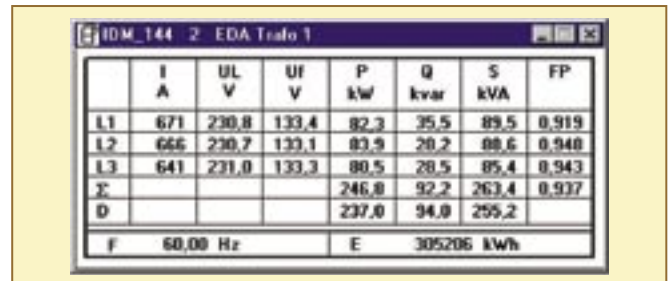 IDM_144 2 EDA Trafo 1
I UL Uf P Q S FP
A V V kW kvar kVA
L1 671 230,8 133,4 82,3 35,5 89,5 0,919
L2 666 230,7 133,1 83,9 28,2 88,6 0,948
L3 641 231,0 133,3 80,5 28,5 85,4 0,943
Σ 246,8 92,2 263,4 0,937
D 237,0 94,0 255,2
F 60,00 Hz E 305206 kWh